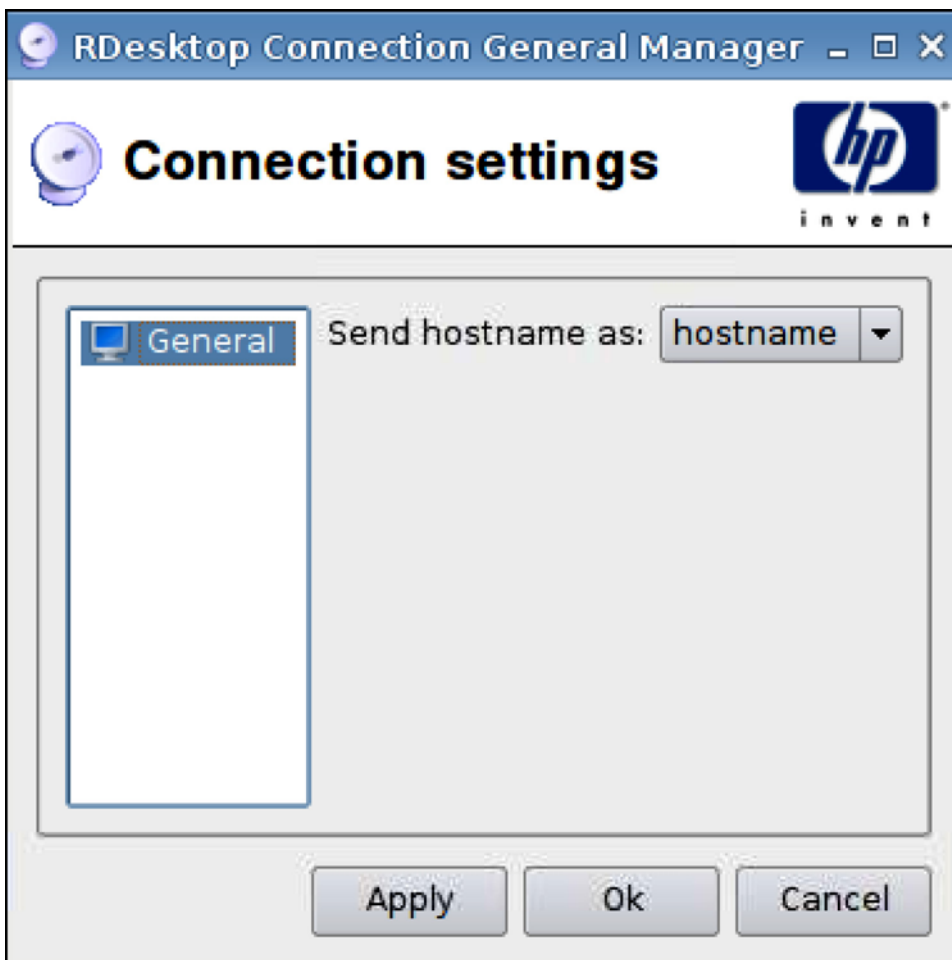 RDesktop Connection General Manager
Connection settings
hp
invent
General
Send hostname as: hostname
Apply Ok Cancel